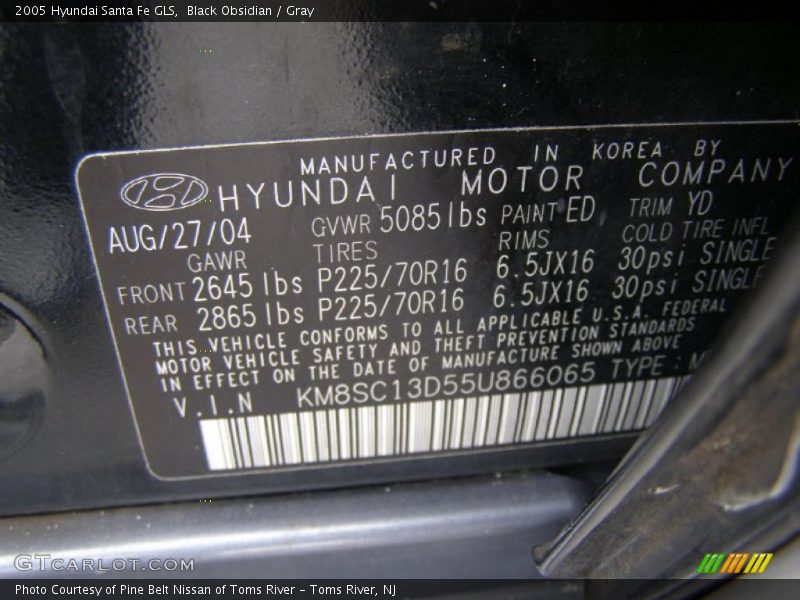 2005 Hyundai Santa Fe GLS, Black Obsidian / Gray
MANUFACTURED IN KOREA BY
HYUNDAI MOTOR COMPANY
AUG/27/04 GVWR 5085lbs PAINT ED TRIM YD
GAWR TIRES RIMS COLD TIRE INFL
FRONT 2645 lbs P225/70R16 6.5JX16 30psi SINGLE
REAR 2865 lbs P225/70R16 6.5JX16 30psi SINGLE
THIS VEHICLE CONFORMS TO ALL APPLICABLE U.S.A. FEDERAL
MOTOR VEHICLE SAFETY AND THEFT PREVENTION STANDARDS
IN EFFECT ON THE DATE OF MANUFACTURE SHOWN ABOVE
V.I.N KM8SC13D55U866065 TYPE :
GTCARLOT.COM
Photo Courtesy of Pine Belt Nissan of Toms River – Toms River, NJ